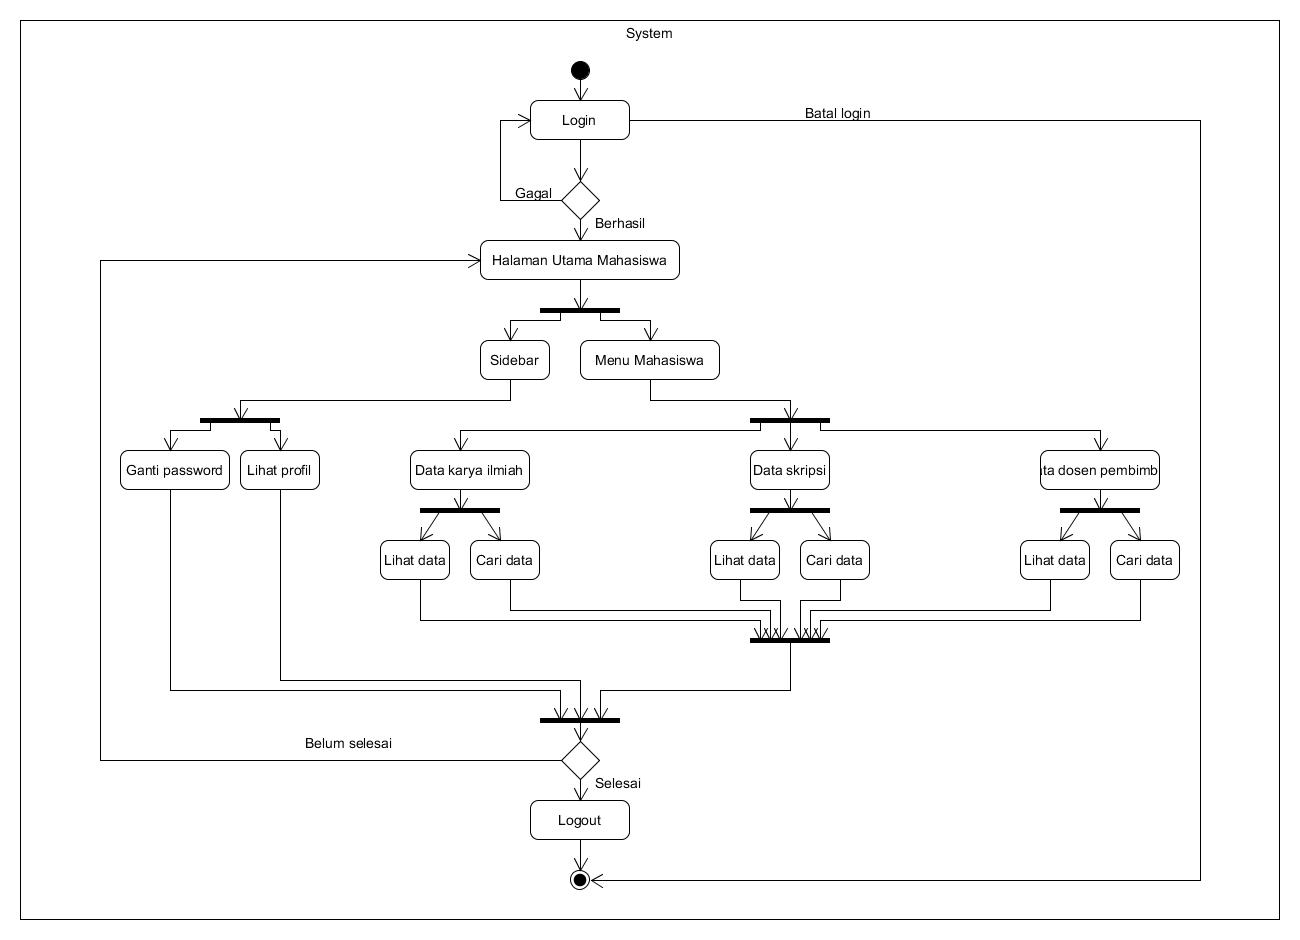 System
Login
Batal login
Gagal
Berhasil
Halaman Utama Mahasiswa
Sidebar
Menu Mahasiswa
Ganti password
Lihat profil
Data karya ilmiah
Data skripsi
dosen
Lihat data
Cari data
Lihat data
Cari data
Lihat data
Cari data
Belum selesai
Selesai
Logout